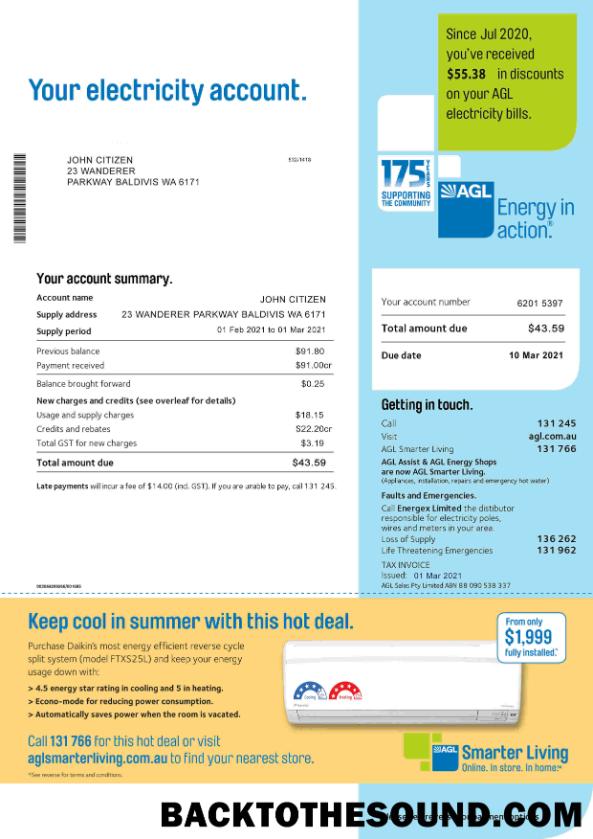 Since Jul 2020,
you've received
$55.38 in discounts
on your AGL
electricity bills.
Your electricity account.
JOHN CITIZEN
23 WANDERER
PARKWAY BALDIVIS WA 6171
175 YEARS
SUPPORTING
THE COMMUNITY
AGL
Energy in
action.®
Your account summary.
Account name JOHN CITIZEN
Supply address 23 WANDERER PARKWAY BALDIVIS WA 6171
Supply period 01 Feb 2021 to 01 Mar 2021
Previous balance $91.80
Payment received $91.00cr
Balance brought forward $0.25
New charges and credits (see overleaf for details)
Usage and supply charges $18.15
Credits and rebates $22.20cr
Total GST for new charges $3.19
Total amount due $43.59
Late payments will incur a fee of $14.00 (incl. GST). If you are unable to pay, call 131 245.
Your account number 6201 5397
Total amount due $43.59
Due date 10 Mar 2021
Getting in touch.
Call 131 245
Visit agl.com.au
AGL Smarter Living 131 766
AGL Assist & AGL Energy Shops
are now AGL Smarter Living.
(Appliances, installation, repairs and emergency hot water)
Faults and Emergencies.
Call Energex Limited the distibutor
responsible for electricity poles,
wires and meters in your area.
Loss of Supply 136 262
Life Threatening Emergencies 131 962
TAX INVOICE
Issued: 01 Mar 2021
AGL Sales Pty Limited ABN 88 090 538 337
Keep cool in summer with this hot deal.
Purchase Daikin's most energy efficient reverse cycle
split system (model FTXS25L) and keep your energy
usage down with:
> 4.5 energy star rating in cooling and 5 in heating.
> Econo-mode for reducing power consumption.
> Automatically saves power when the room is vacated.
Call 131 766 for this hot deal or visit
aglsmarterliving.com.au to find your nearest store.
*See reverse for terms and conditions.
From only
$1,999
fully installed.*
Cooling
Heating
AGL Smarter Living
Online. In store. In home.
BACKTOTHESOUND.COM